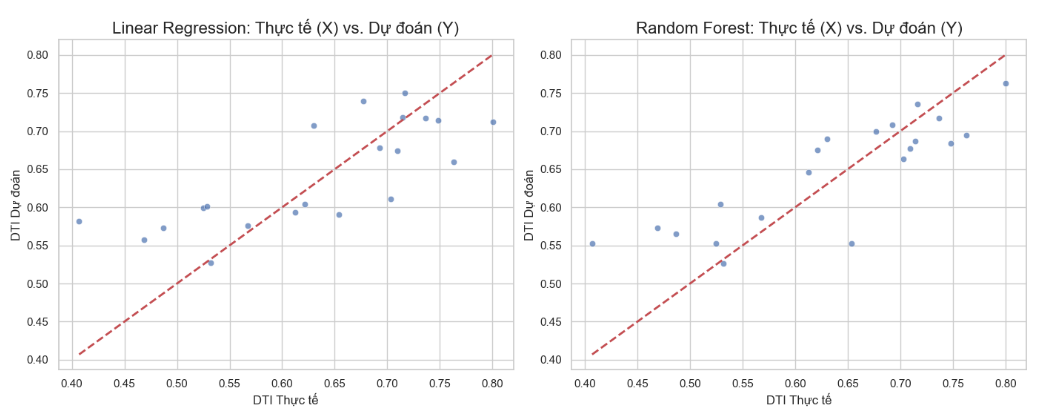 Linear Regression: Thực tế (X) vs. Dự đoán (Y)
0.80
0.75
0.70
0.65
0.60
0.55
0.50
0.45
0.40
DTI Dự đoán
0.40 0.45 0.50 0.55 0.60 0.65 0.70 0.75 0.80
DTI Thực tế
Random Forest: Thực tế (X) vs. Dự đoán (Y)
0.80
0.75
0.70
0.65
0.60
0.55
0.50
0.45
0.40
DTI Dự đoán
0.40 0.45 0.50 0.55 0.60 0.65 0.70 0.75 0.80
DTI Thực tế